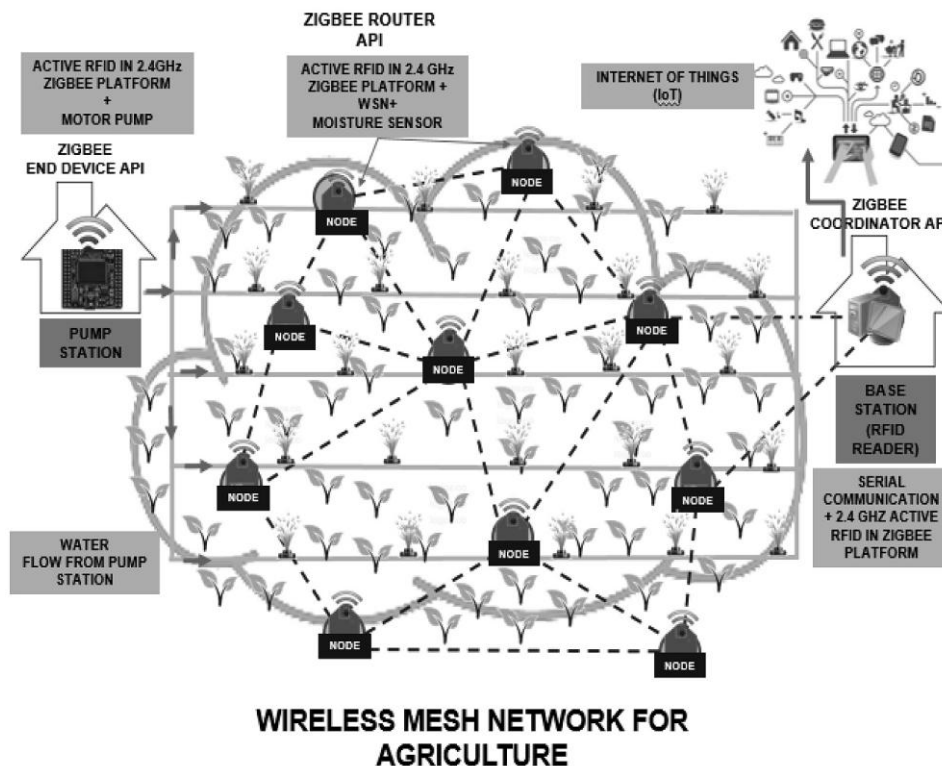 ZIGBEE ROUTER
API
ACTIVE RFID IN 2.4GHz
ZIGBEE PLATFORM
+
MOTOR PUMP
ACTIVE RFID IN 2.4 GHz
ZIGBEE PLATFORM +
WSN+
MOISTURE SENSOR
INTERNET OF THINGS
(IoT)
ZIGBEE
END DEVICE API
ZIGBEE
COORDINATOR AP
NODE
NODE
NODE
NODE
NODE
NODE
NODE
NODE
NODE
NODE
PUMP
STATION
BASE
STATION
(RFID
READER)
SERIAL
COMMUNICATION
+ 2.4 GHZ ACTIVE
RFID IN ZIGBEE
PLATFORM
WATER
FLOW FROM PUMP
STATION
WIRELESS MESH NETWORK FOR
AGRICULTURE